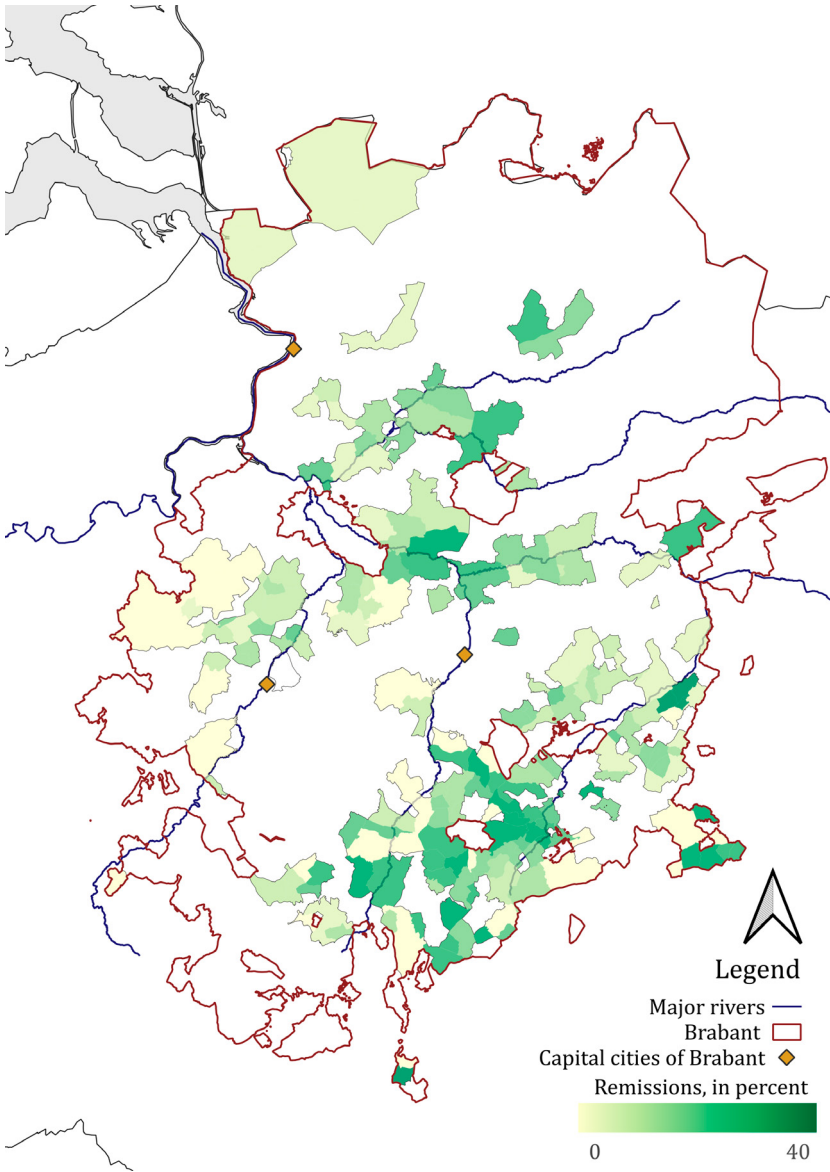 Legend
Major rivers
Brabant
Capital cities of Brabant
Remissions, in percent
0 40